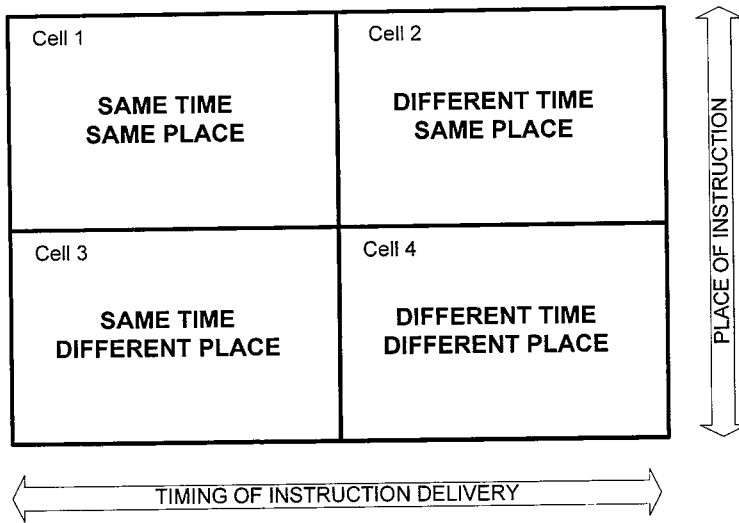 Cell 1
SAME TIME
SAME PLACE
Cell 2
DIFFERENT TIME
SAME PLACE
Cell 3
SAME TIME
DIFFERENT PLACE
Cell 4
DIFFERENT TIME
DIFFERENT PLACE
PLACE OF INSTRUCTION
TIMING OF INSTRUCTION DELIVERY